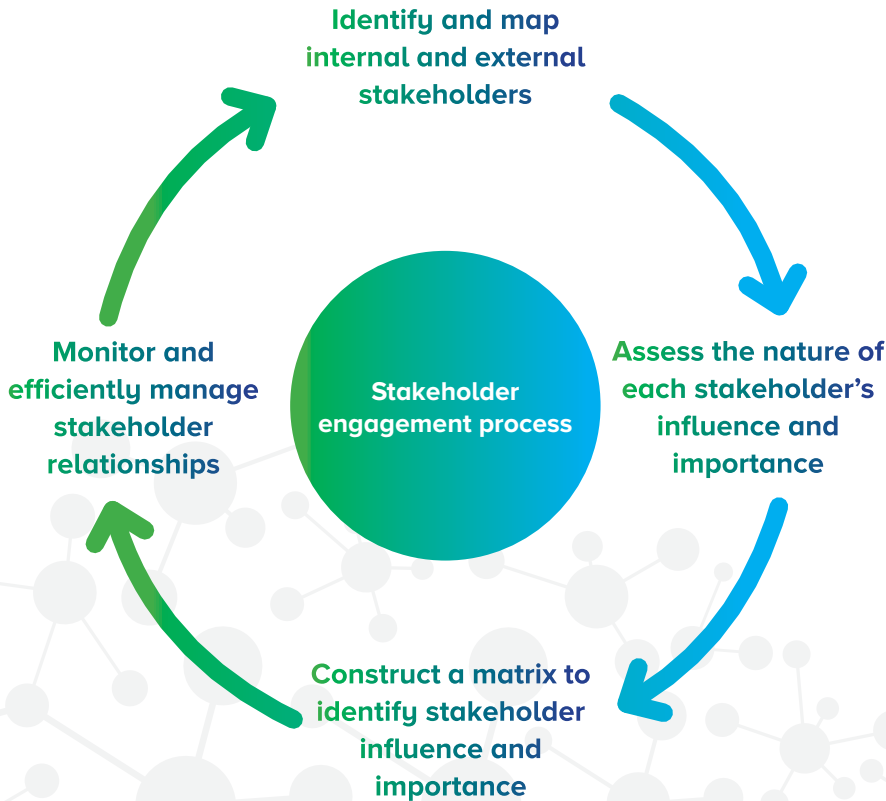 Identify and map
internal and external
stakeholders
Assess the nature of
each stakeholder’s
influence and
importance
Construct a matrix to
identify stakeholder
influence and
importance
Monitor and
efficiently manage
stakeholder
relationships
Stakeholder
engagement process